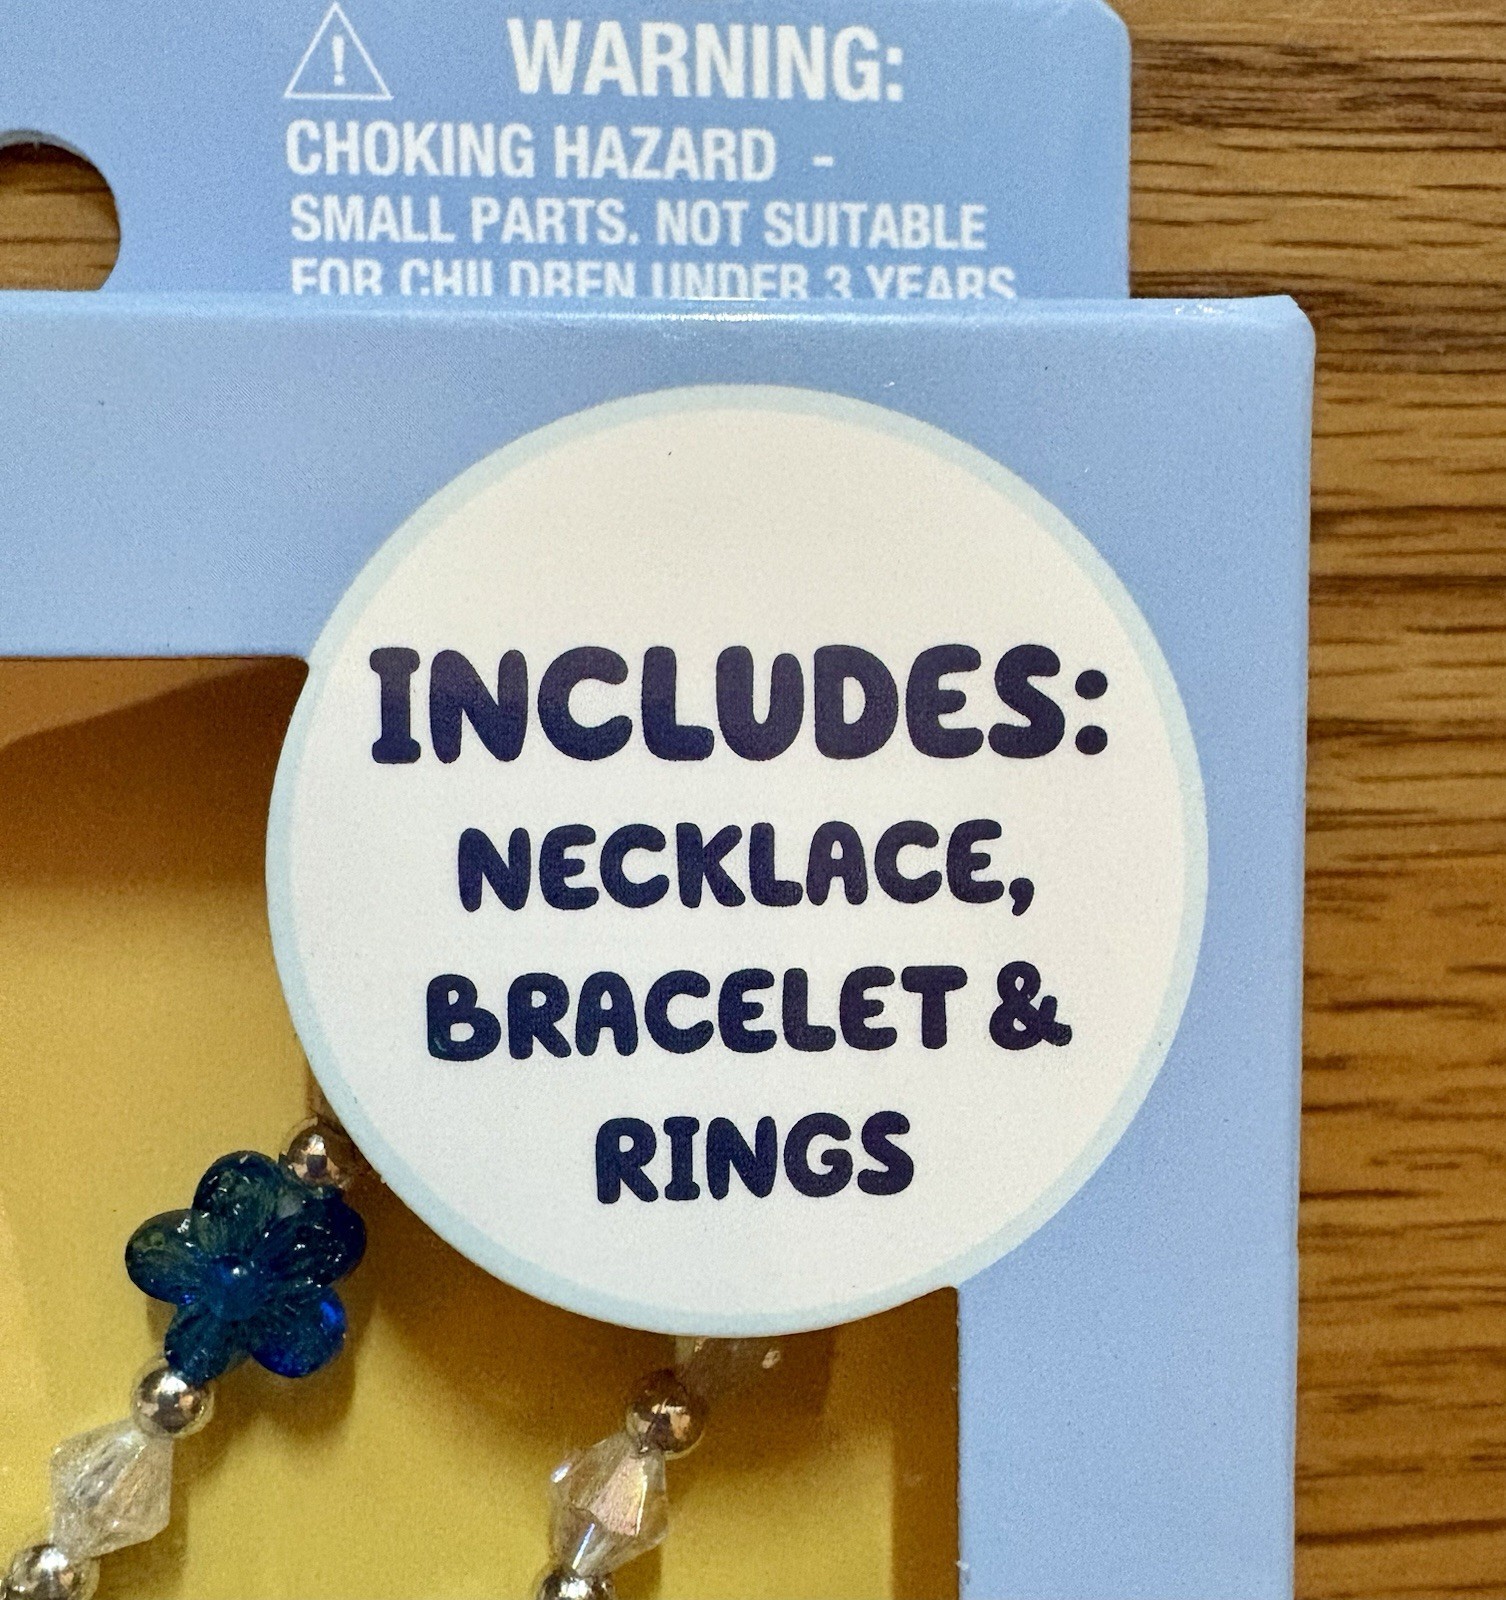 WARNING:
CHOKING HAZARD -
SMALL PARTS. NOT SUITABLE
FOR CHILDREN UNDER 3 YEARS
INCLUDES:
NECKLACE,
BRACELET &
RINGS